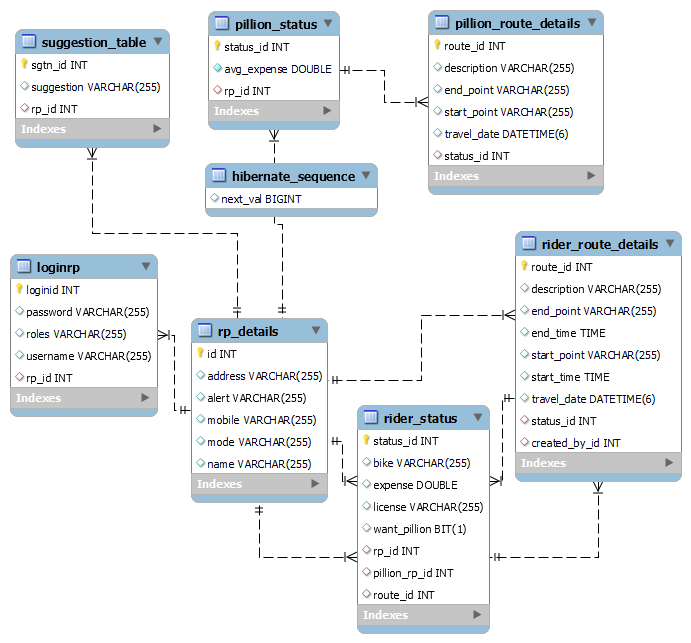 suggestion_table
sgtn_id INT
suggestion VARCHAR(255)
rp_id INT
Indexes
pillion_status
status_id INT
avg_expense DOUBLE
rp_id INT
Indexes
pillion_route_details
route_id INT
description VARCHAR(255)
end_point VARCHAR(255)
start_point VARCHAR(255)
travel_date DATETIME(6)
status_id INT
Indexes
hibernate_sequence
next_val BIGINT
loginrp
loginid INT
password VARCHAR(255)
roles VARCHAR(255)
username VARCHAR(255)
rp_id INT
Indexes
rp_details
id INT
address VARCHAR(255)
alert VARCHAR(255)
mobile VARCHAR(255)
mode VARCHAR(255)
name VARCHAR(255)
Indexes
rider_route_details
route_id INT
description VARCHAR(255)
end_point VARCHAR(255)
end_time TIME
start_point VARCHAR(255)
start_time TIME
travel_date DATETIME(6)
status_id INT
created_by_id INT
Indexes
rider_status
status_id INT
bike VARCHAR(255)
expense DOUBLE
license VARCHAR(255)
want_pillion BIT(1)
rp_id INT
pillion_rp_id INT
route_id INT
Indexes